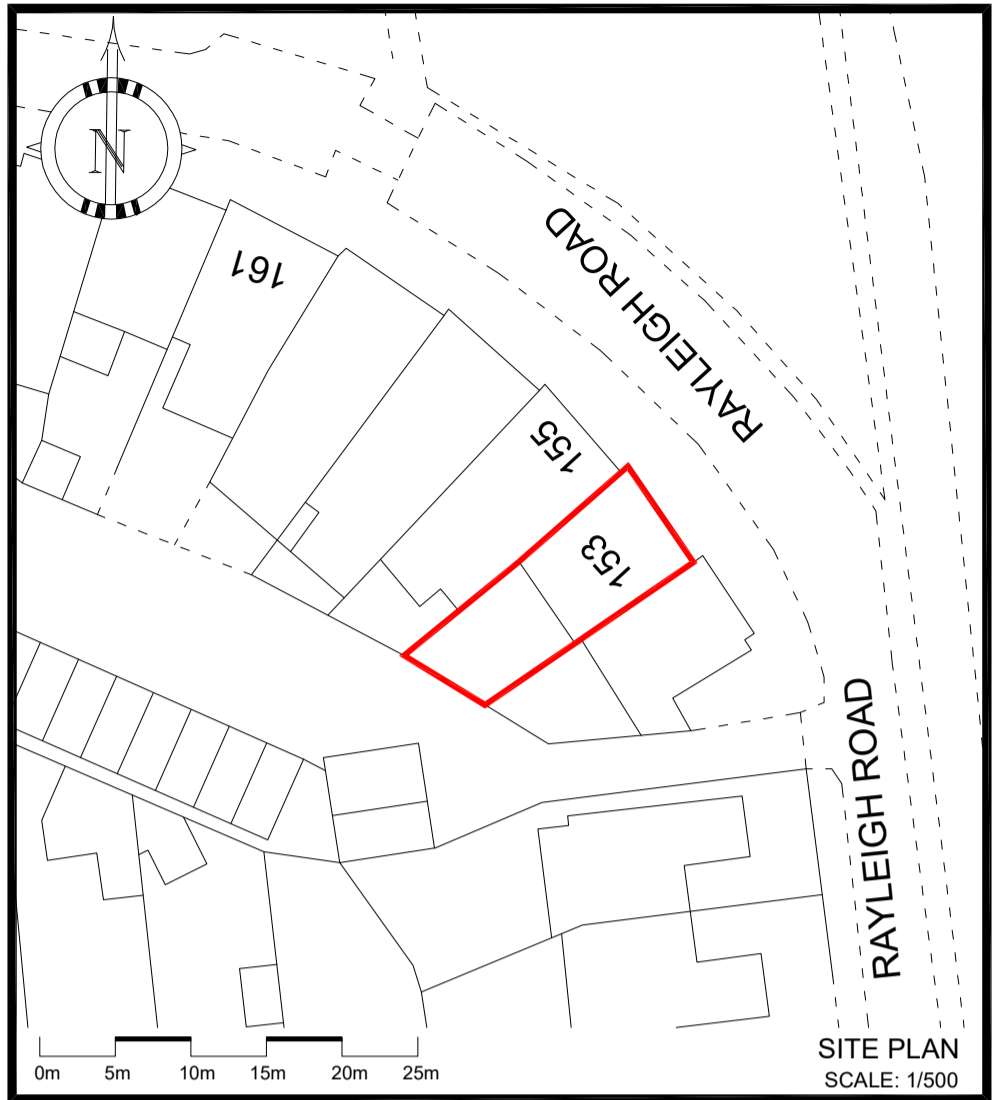 N
161
RAYLEIGH ROAD
155
153
RAYLEIGH ROAD
0m 5m 10m 15m 20m 25m
SITE PLAN
SCALE: 1/500